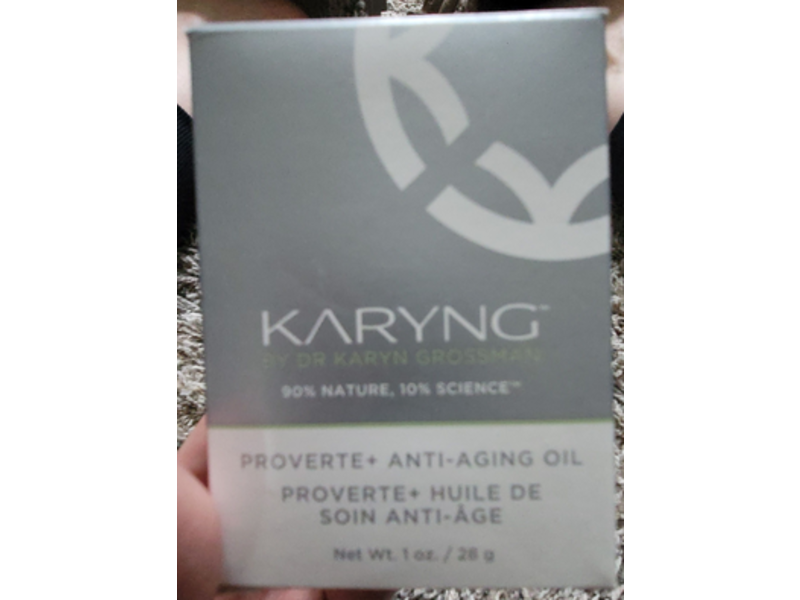 KARYNG™
BY DR KARYN GROSSMAN
90% NATURE, 10% SCIENCE™
PROVERTE+ ANTI-AGING OIL
PROVERTE+ HUILE DE
SOIN ANTI-ÂGE
Net Wt. 1 oz. / 28 g